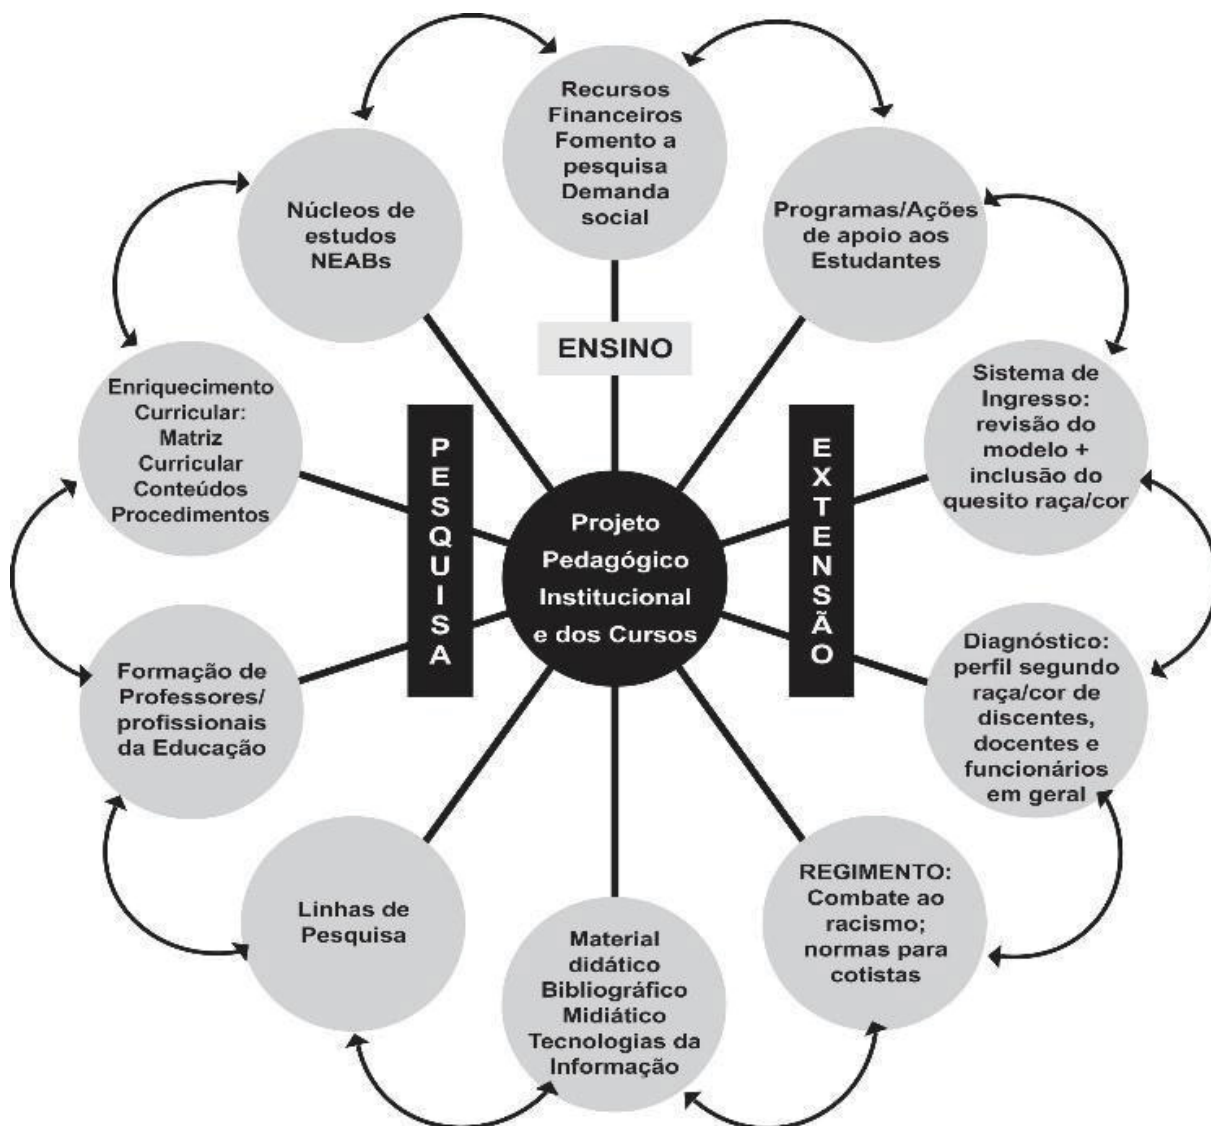 Recursos
Financeiros
Fomento a
pesquisa
Demanda
social
Programas/Ações
de apoio aos
Estudantes
Sistema de
Ingresso:
revisão do
modelo +
inclusão do
quesito raça/cor
Diagnóstico:
perfil segundo
raça/cor de
discentes,
docentes e
funcionários
em geral
REGIMENTO:
Combate ao
racismo;
normas para
cotistas
Material
didático
Bibliográfico
Midiático
Tecnologias da
Informação
Linhas de
Pesquisa
Formação de
Professores/
profissionais
da Educação
Enriquecimento
Curricular:
Matriz
Curricular
Conteúdos
Procedimentos
Núcleos de
estudos
NEABs
ENSINO
PESQUISA
EXTENSÃO
Projeto
Pedagógico
Institucional
e dos Cursos